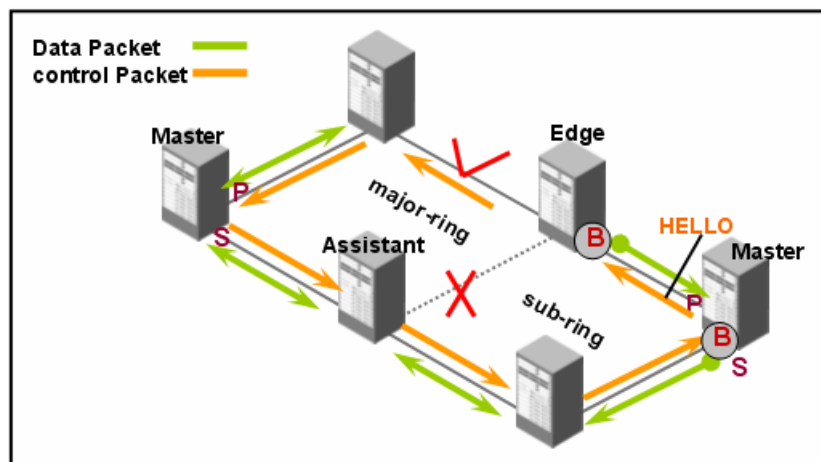 Data Packet
control Packet
Master
Edge
P
S
major-ring
Assistant
B
HELLO
Master
P
B
S
sub-ring